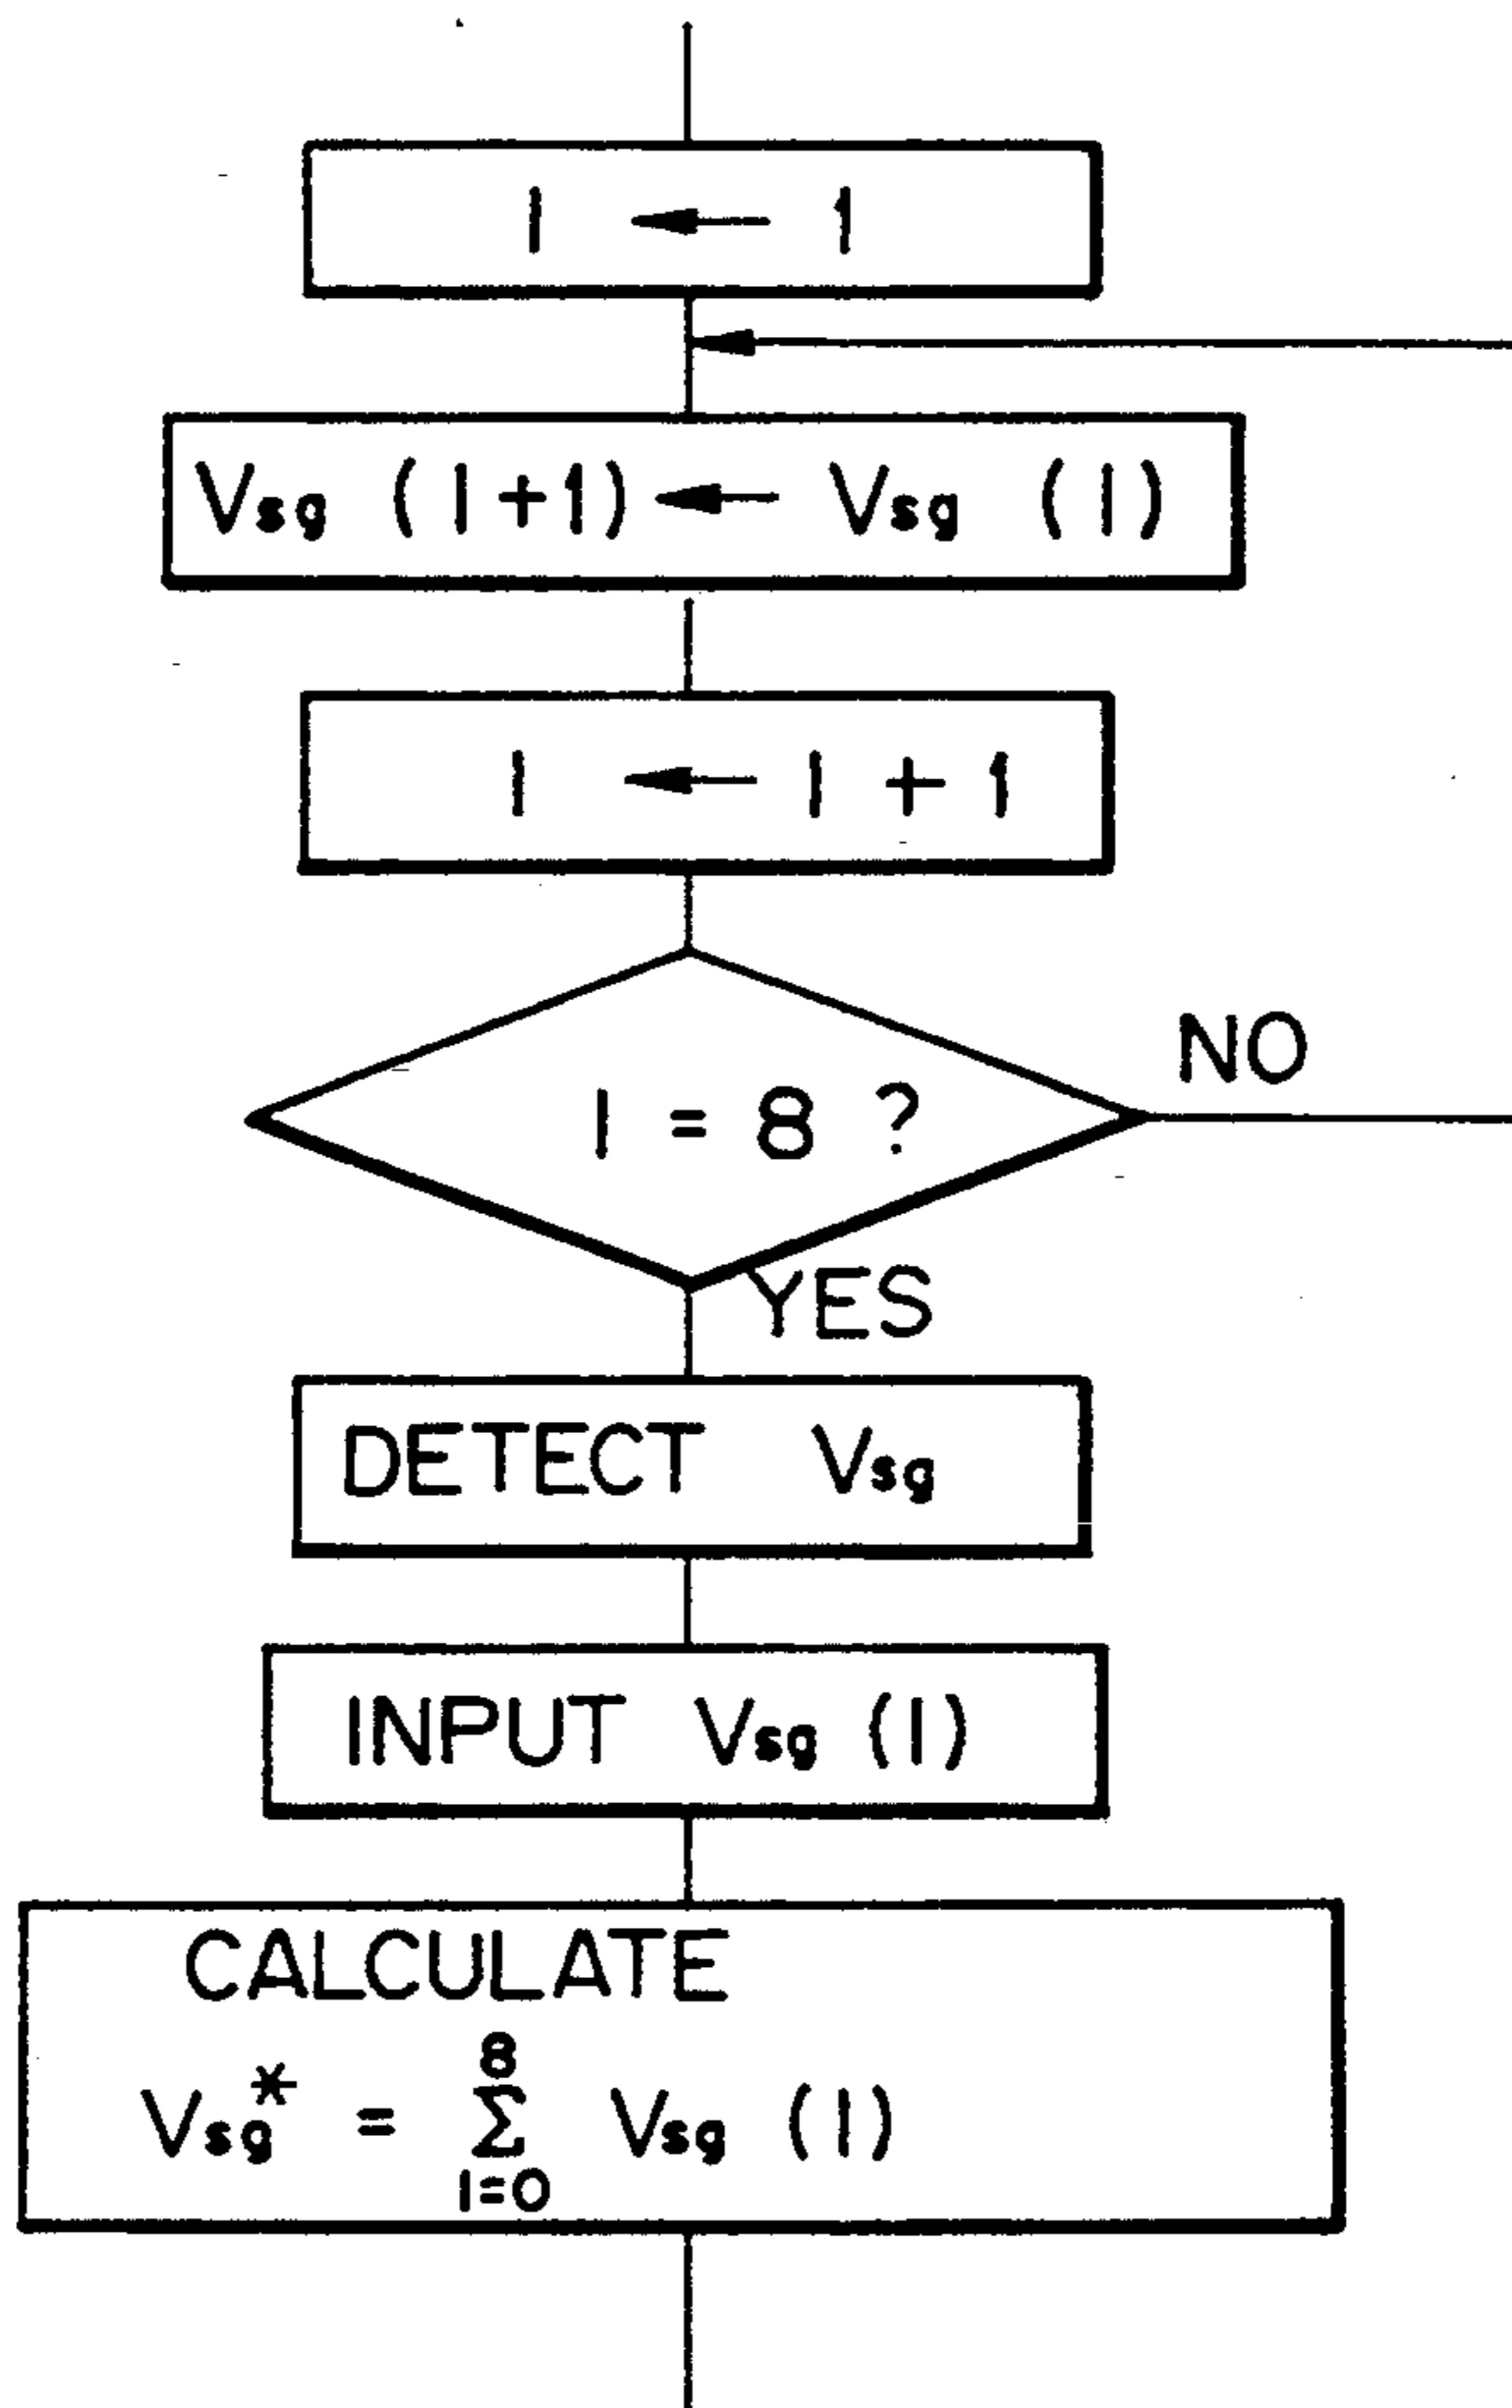 I ← 1
Vsg (I+1) ← Vsg (I)
I ← I + 1
I = 8 ?
NO
YES
DETECT Vsg
INPUT Vsg (I)
CALCULATE
8
Vsg* = Σ Vsg (I)
I=0